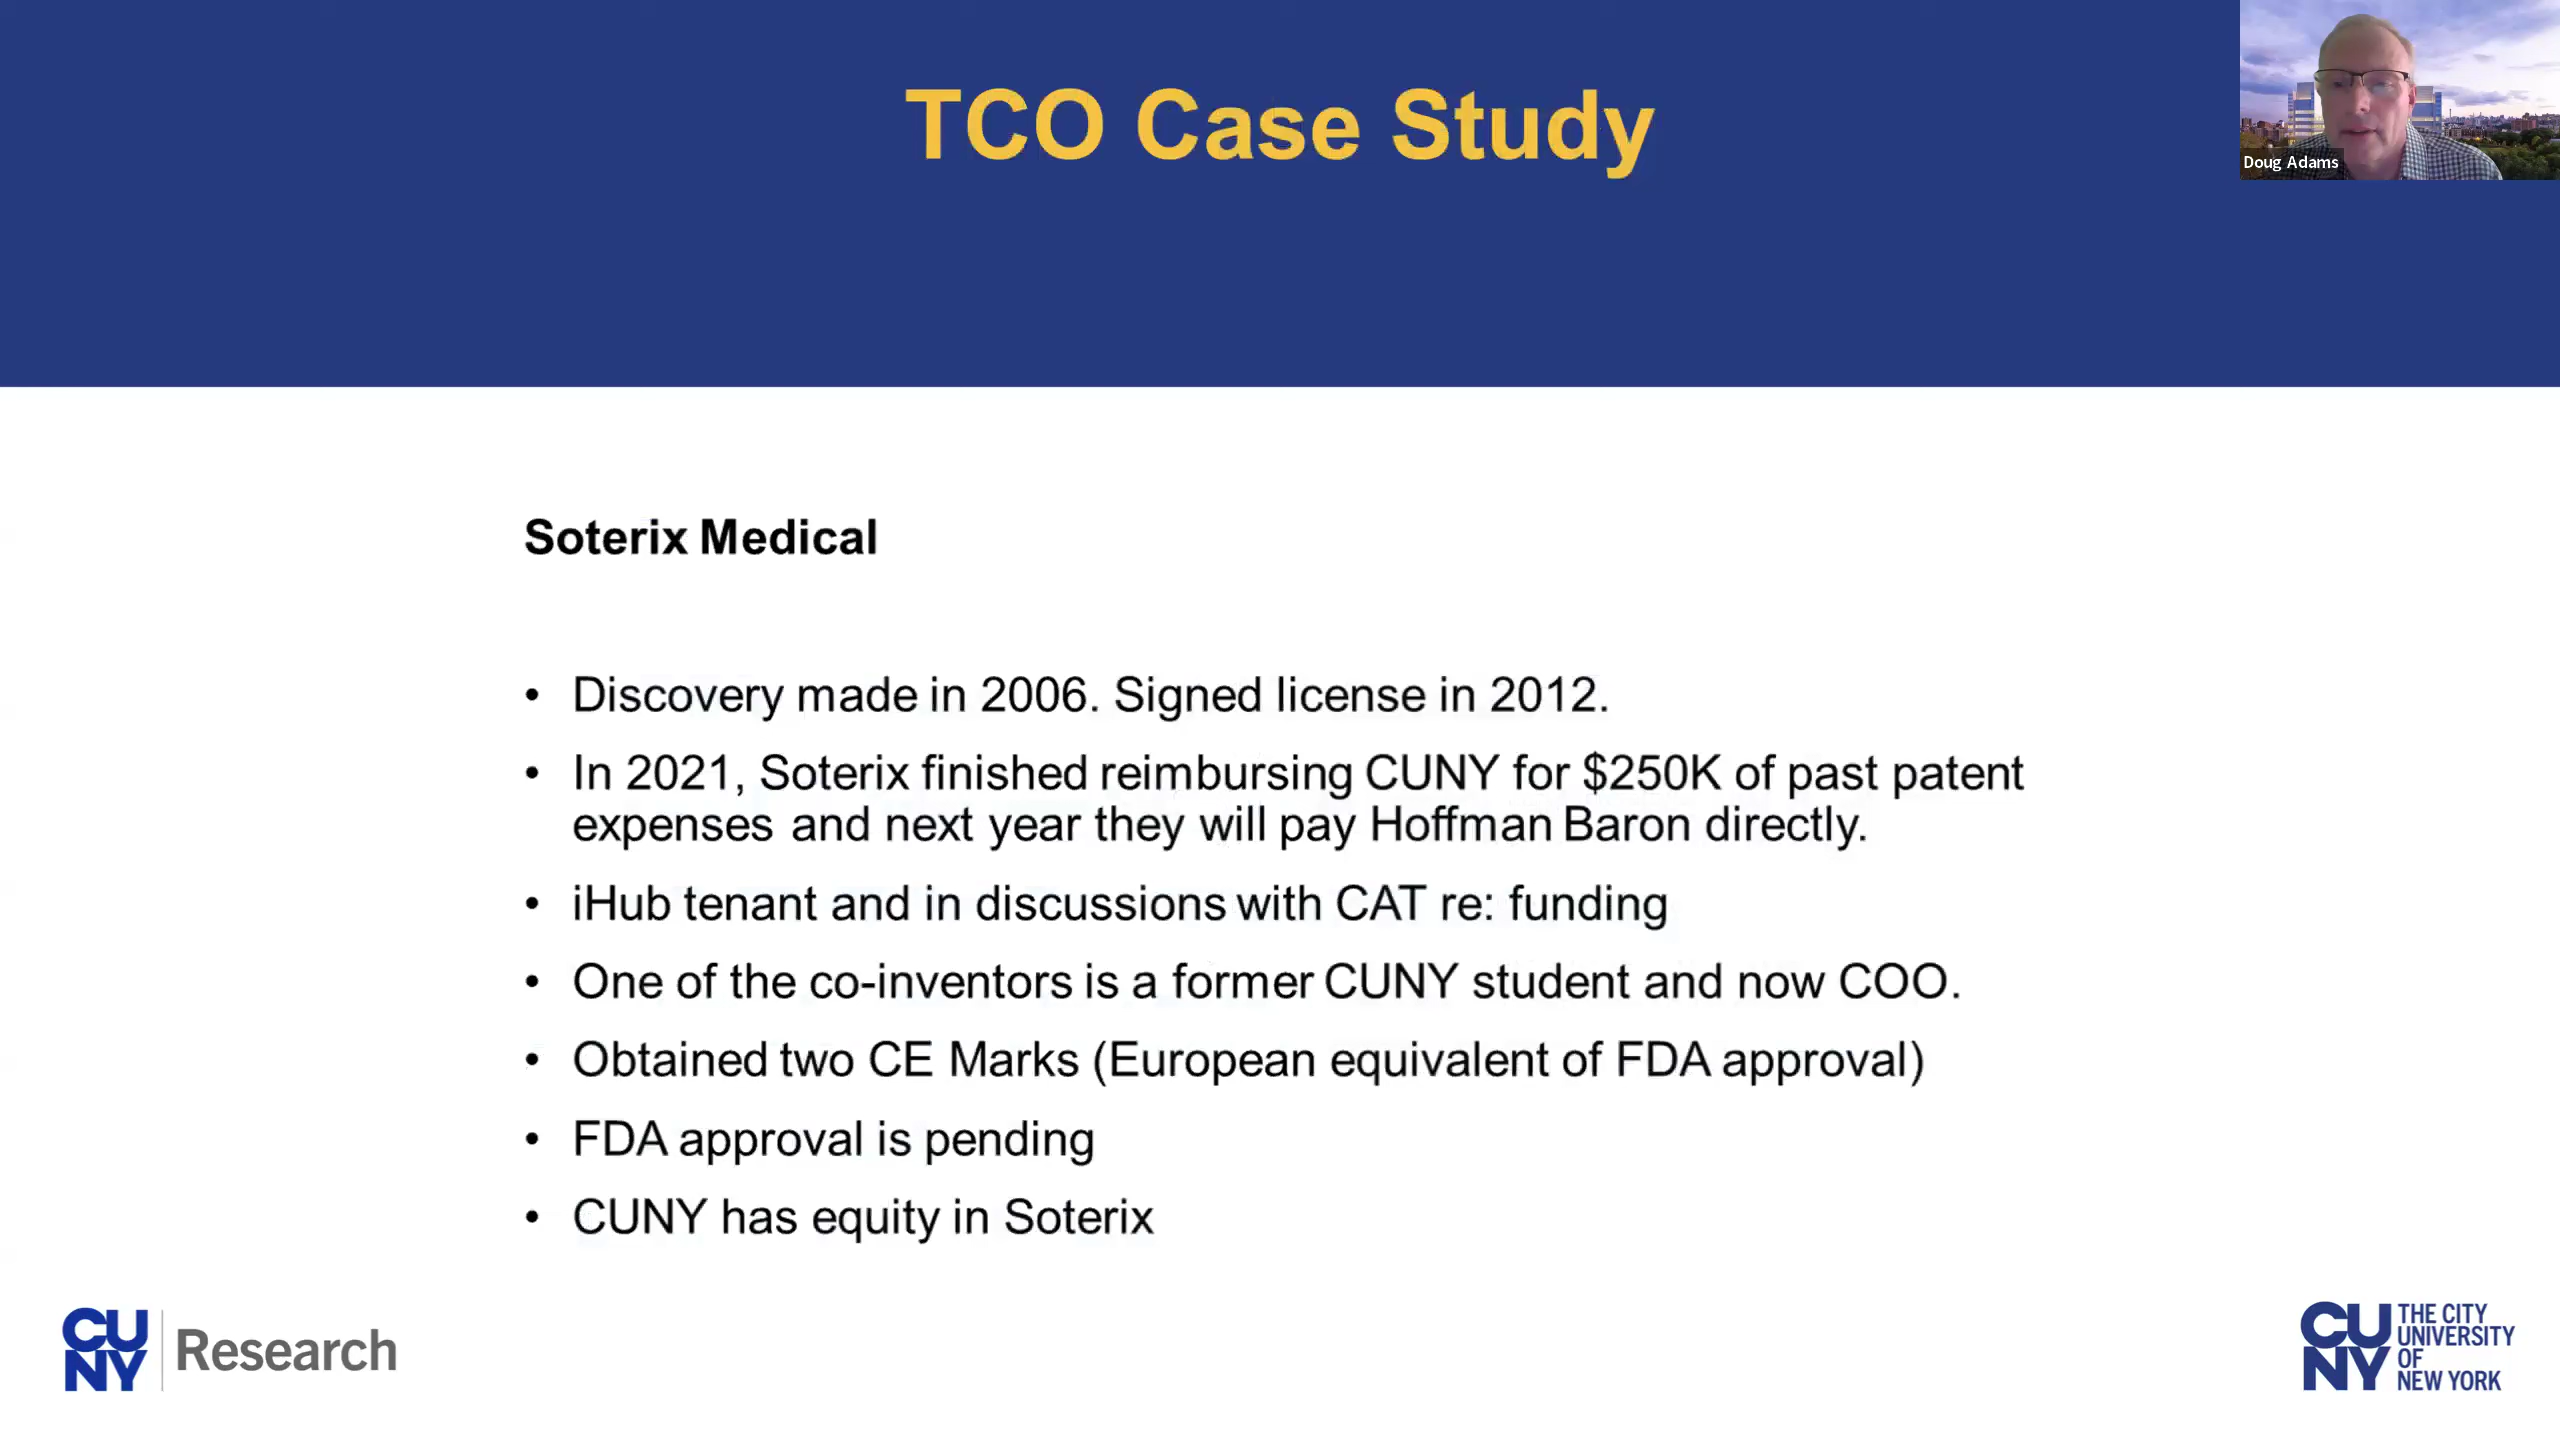 TCO Case Study
Doug Adams
Soterix Medical
• Discovery made in 2006. Signed license in 2012.
• In 2021, Soterix finished reimbursing CUNY for $250K of past patent
expenses and next year they will pay Hoffman Baron directly.
• iHub tenant and in discussions with CAT re: funding
• One of the co-inventors is a former CUNY student and now COO.
• Obtained two CE Marks (European equivalent of FDA approval)
• FDA approval is pending
• CUNY has equity in Soterix
CU
NY
Research
CU
NY
THE CITY
UNIVERSITY
OF
NEW YORK